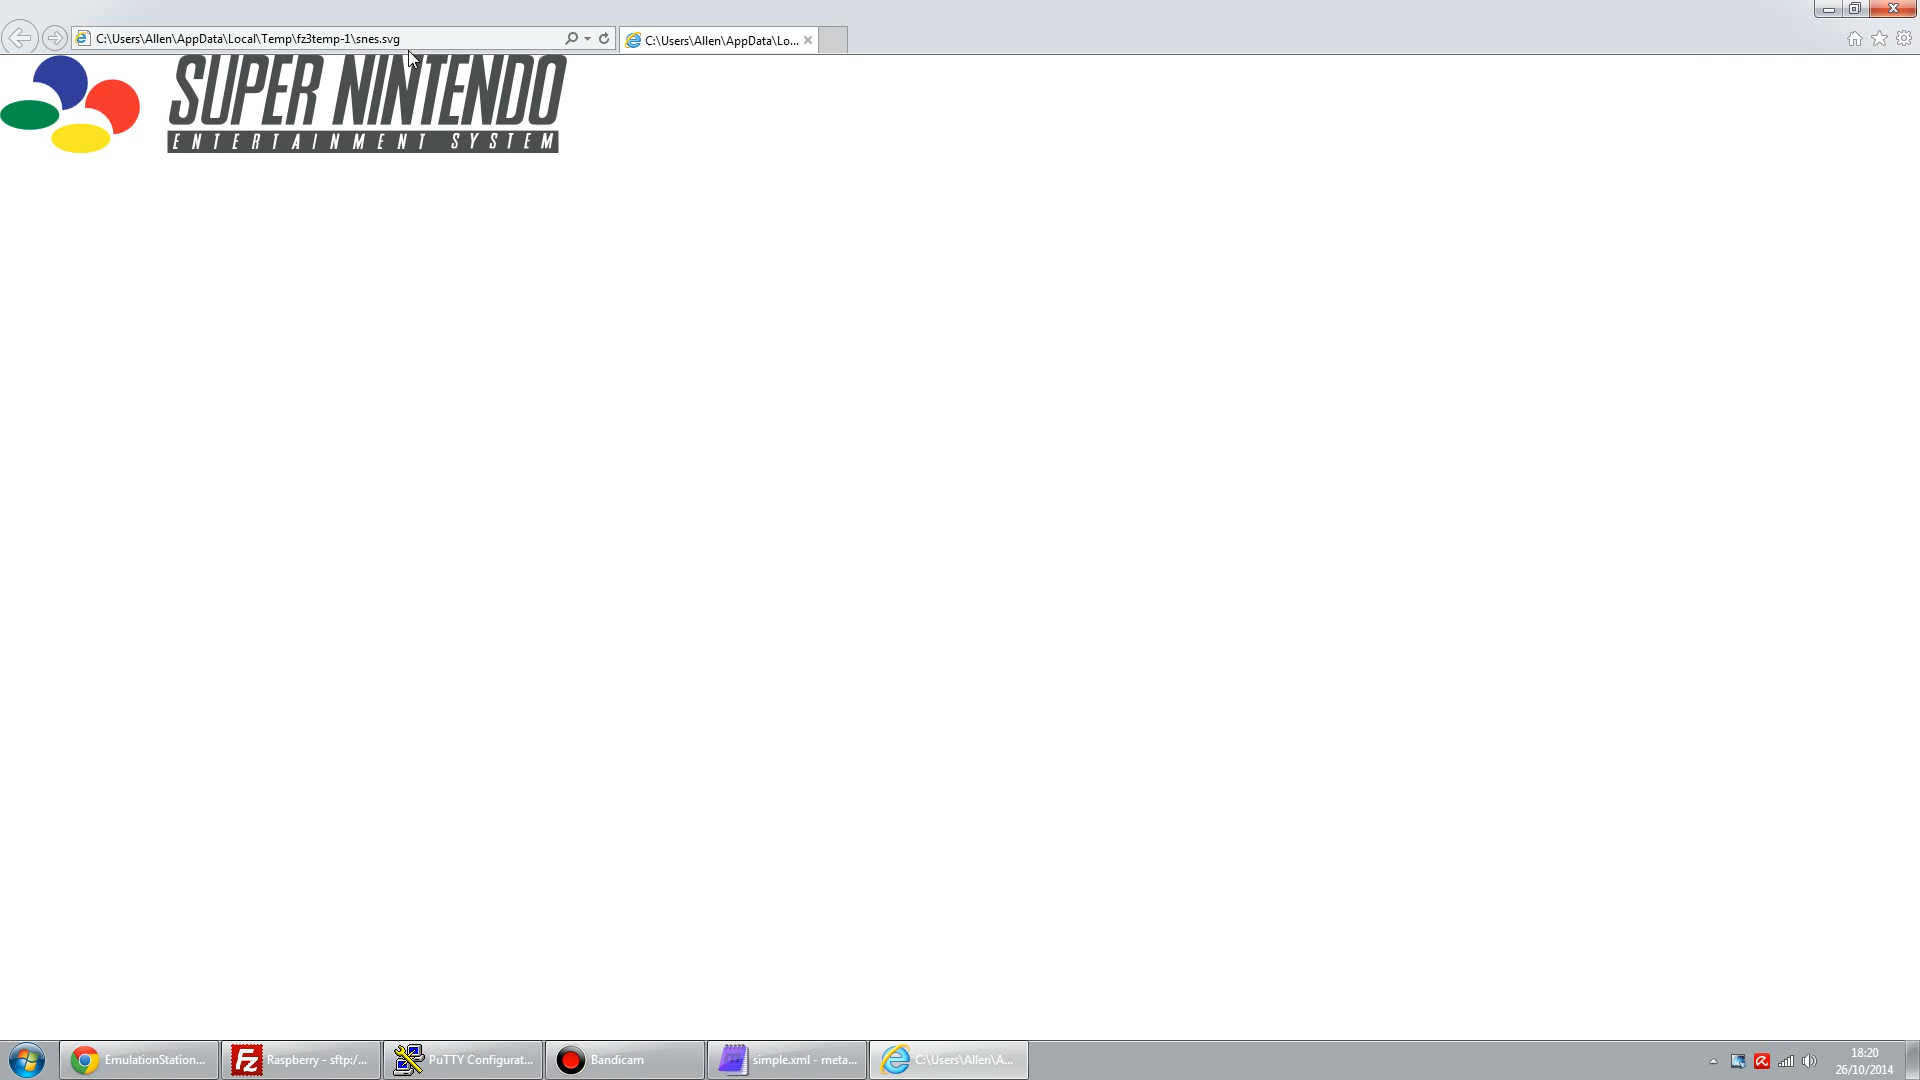 C:\Users\Allen\AppData\Local\Temp\fz3temp-1\snes.svg
C:\Users\Allen\AppData\Lo...
SUPER NINTENDO
ENTERTAINMENT SYSTEM
EmulationStation...
Raspberry - sftp:/...
PuTTY Configurat...
Bandicam
simple.xml - meta...
C:\Users\Allen\A...
18:20
26/10/2014